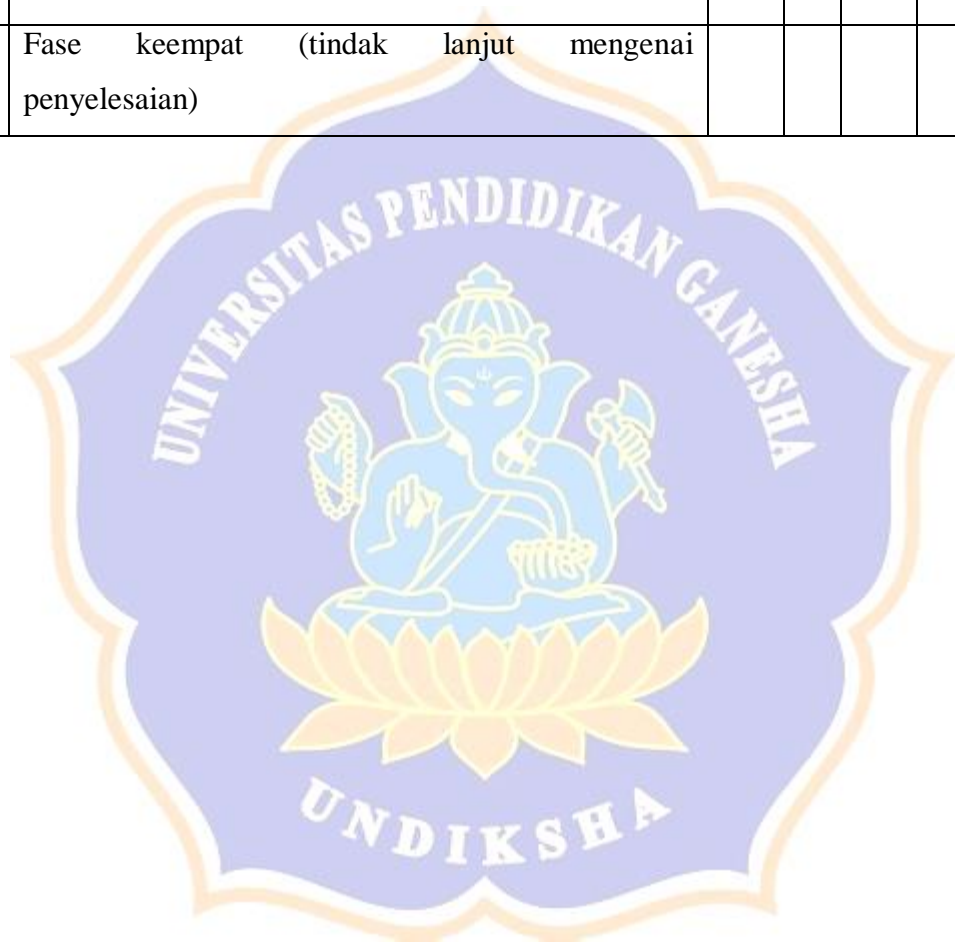 Fase keempat (tindak lanjut mengenai
penyelesaian)
UNIVERSITAS PENDIDIKAN GANESHA
UNDIKSHA